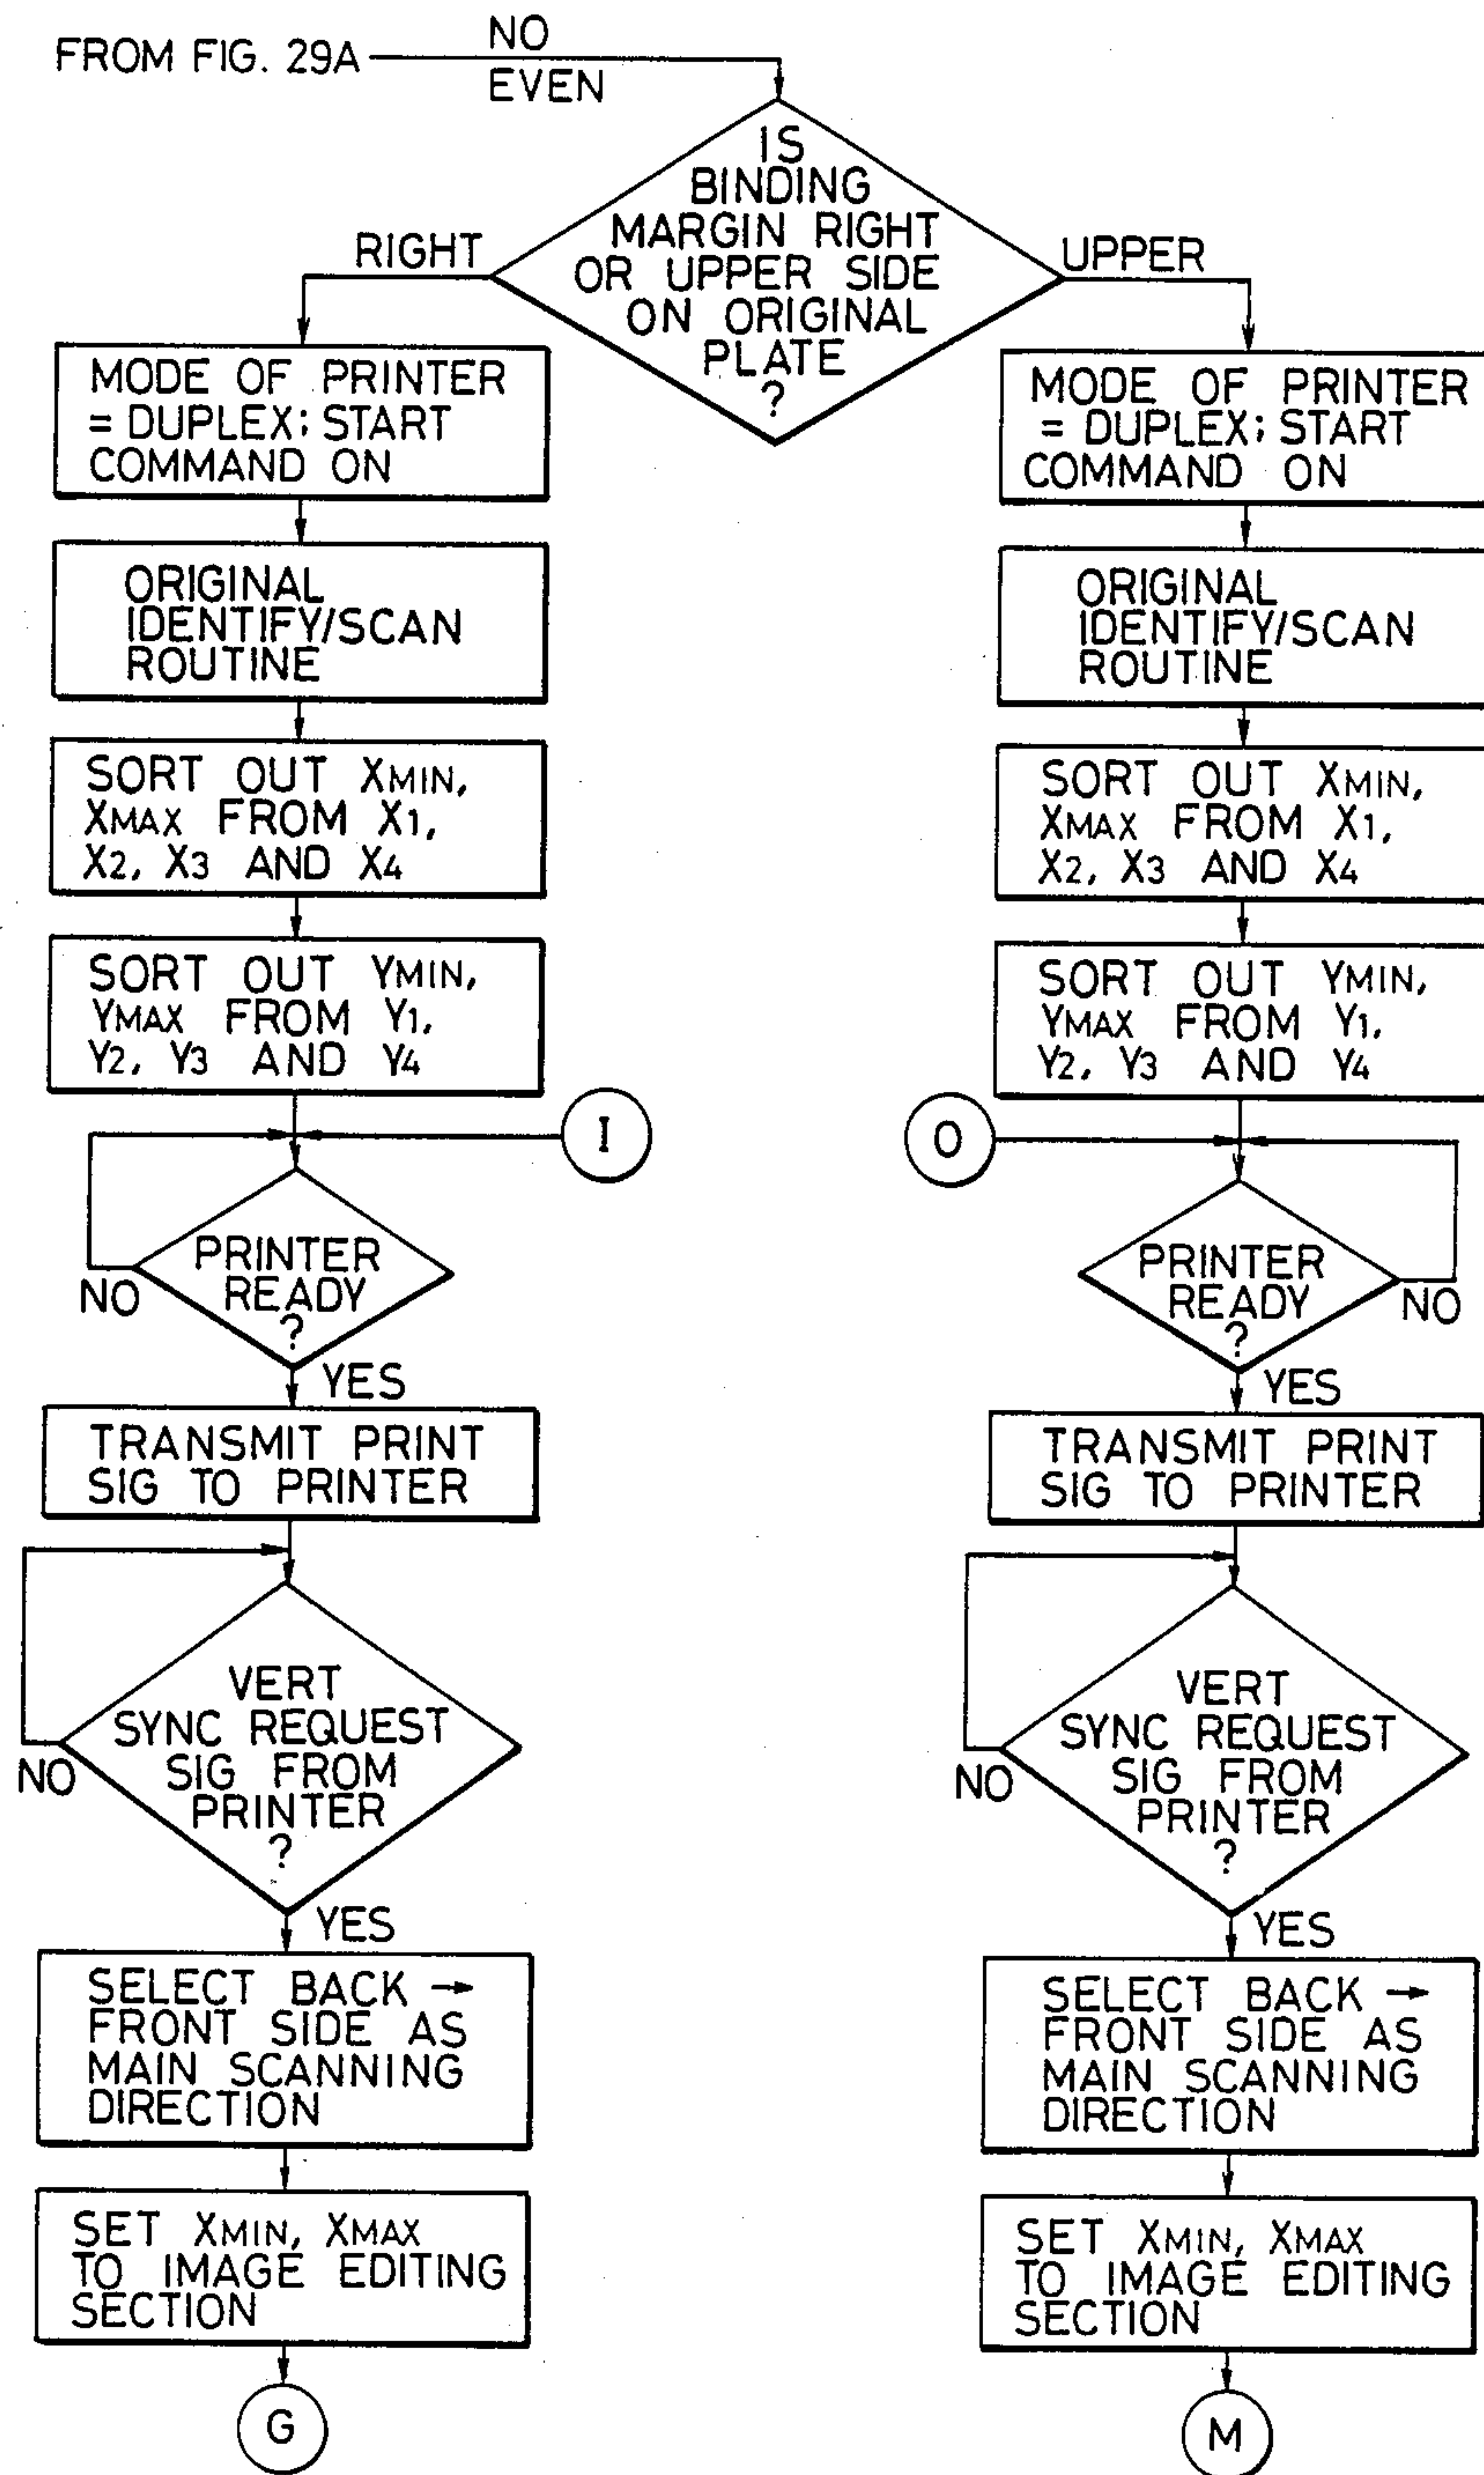 FROM FIG. 29A
NO
EVEN
IS
BINDING
MARGIN RIGHT
OR UPPER SIDE
ON ORIGINAL
PLATE
?
RIGHT
UPPER
MODE OF PRINTER
= DUPLEX; START
COMMAND ON
ORIGINAL
IDENTIFY/SCAN
ROUTINE
SORT OUT XMIN,
XMAX FROM X1,
X2, X3 AND X4
SORT OUT YMIN,
YMAX FROM Y1,
Y2, Y3 AND Y4
I
PRINTER
READY
?
NO
YES
TRANSMIT PRINT
SIG TO PRINTER
VERT
SYNC REQUEST
SIG FROM
PRINTER
?
NO
YES
SELECT BACK →
FRONT SIDE AS
MAIN SCANNING
DIRECTION
SET XMIN, XMAX
TO IMAGE EDITING
SECTION
G
MODE OF PRINTER
= DUPLEX; START
COMMAND ON
ORIGINAL
IDENTIFY/SCAN
ROUTINE
SORT OUT XMIN,
XMAX FROM X1,
X2, X3 AND X4
SORT OUT YMIN,
YMAX FROM Y1,
Y2, Y3 AND Y4
O
PRINTER
READY
?
NO
YES
TRANSMIT PRINT
SIG TO PRINTER
VERT
SYNC REQUEST
SIG FROM
PRINTER
?
NO
YES
SELECT BACK →
FRONT SIDE AS
MAIN SCANNING
DIRECTION
SET XMIN, XMAX
TO IMAGE EDITING
SECTION
M